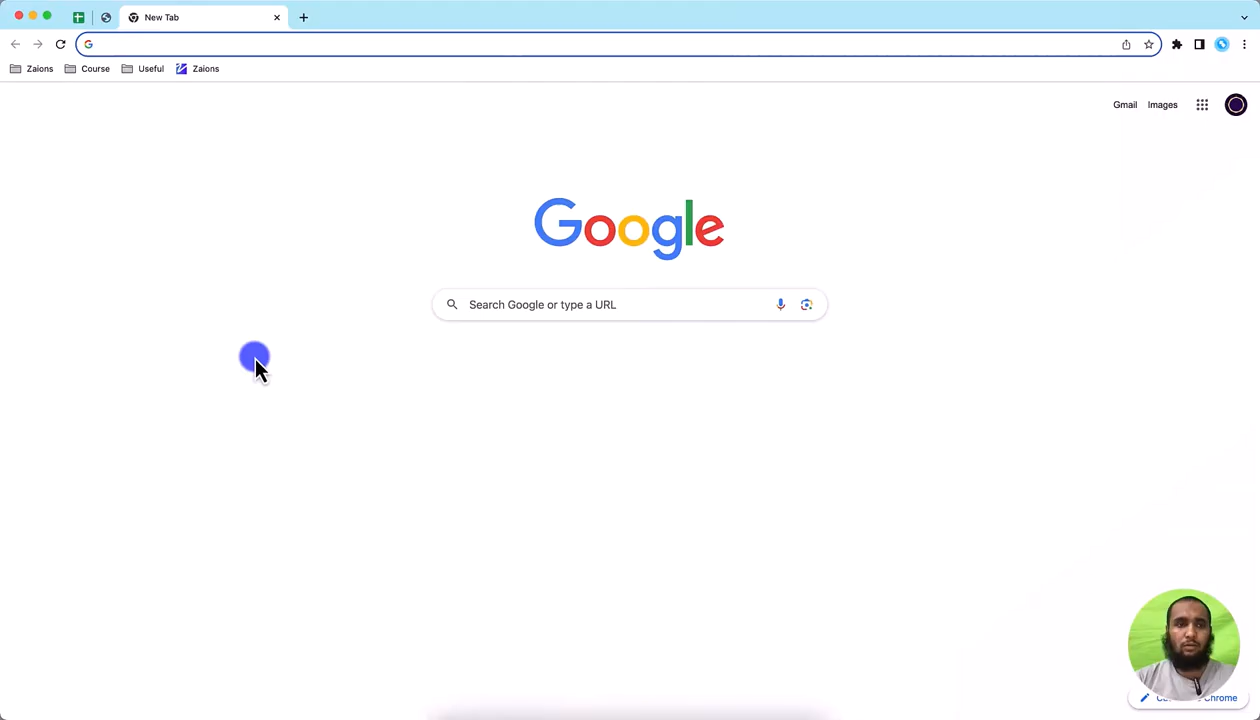 New Tab
Zaions
Course
Useful
Zaions
Gmail
Images
Google
Search Google or type a URL
Chrome